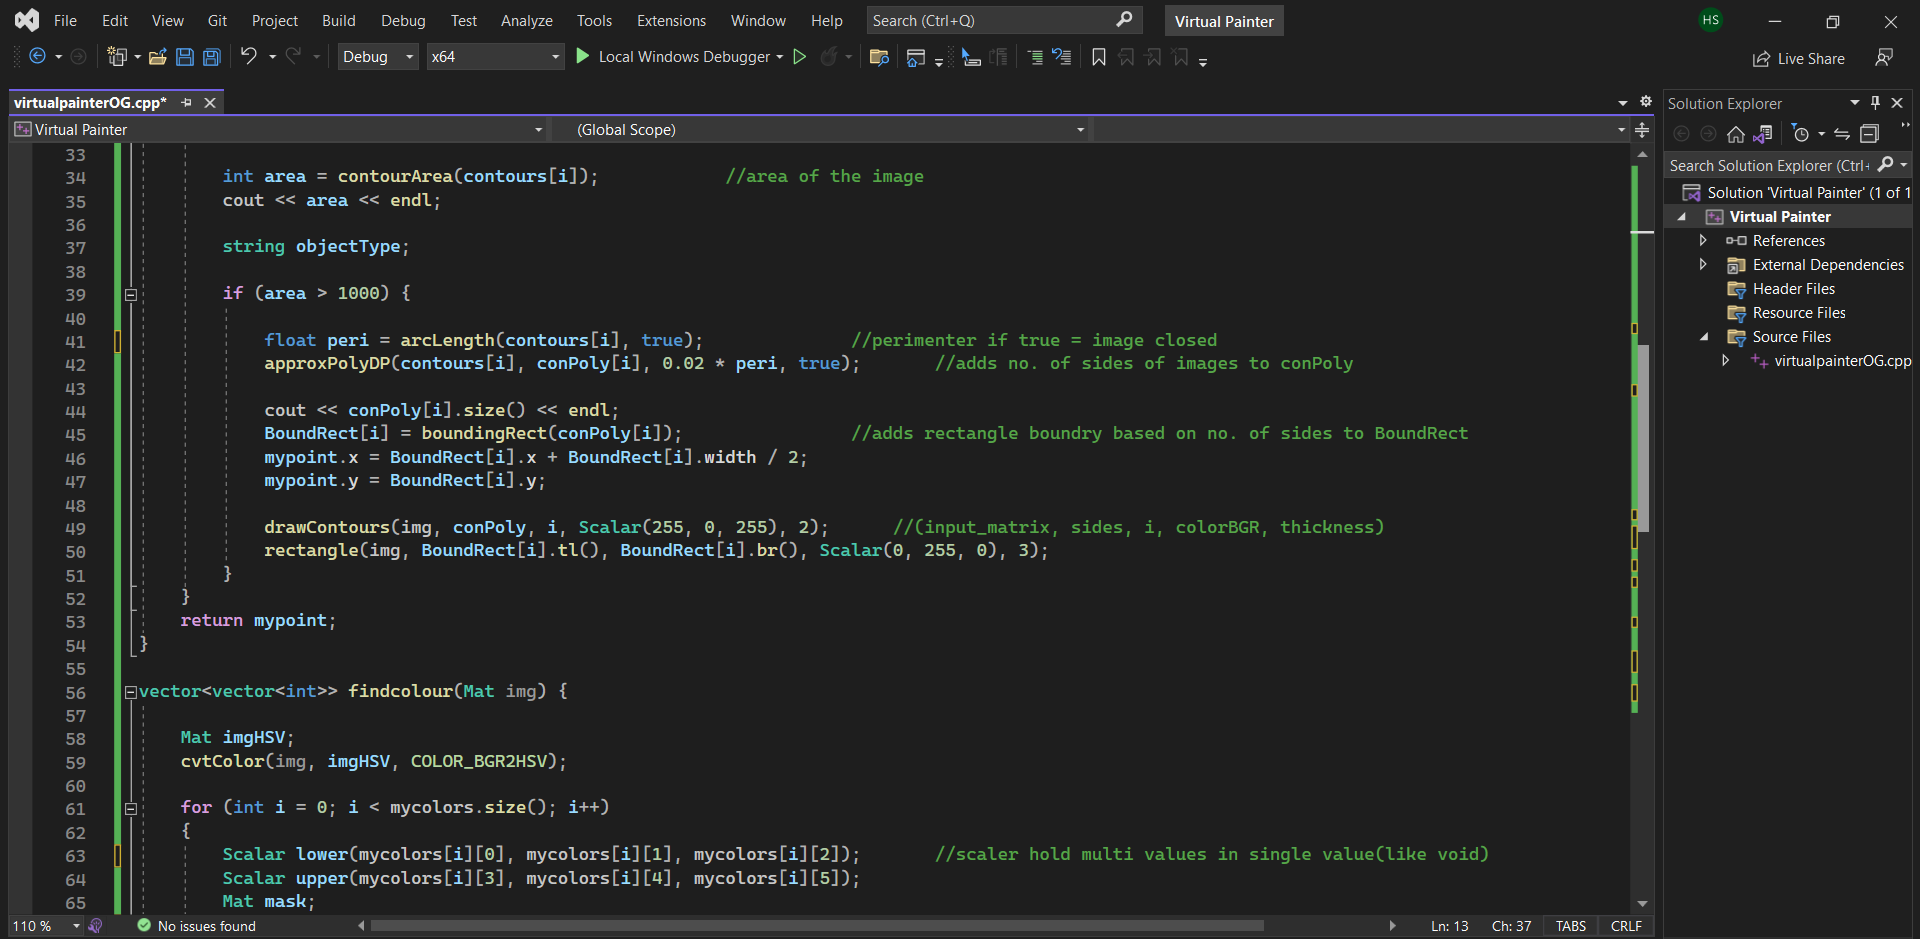 File Edit View Git Project Build Debug Test Analyze Tools Extensions Window Help Search (Ctrl+Q) Virtual Painter HS
Debug x64 Local Windows Debugger Live Share
virtualpainterOG.cpp*
Virtual Painter (Global Scope)
33
34 int area = contourArea(contours[i]); //area of the image
35 cout << area << endl;
36
37 string objectType;
38
39 if (area > 1000) {
40
41 float peri = arcLength(contours[i], true); //perimenter if true = image closed
42 approxPolyDP(contours[i], conPoly[i], 0.02 * peri, true); //adds no. of sides of images to conPoly
43
44 cout << conPoly[i].size() << endl;
45 BoundRect[i] = boundingRect(conPoly[i]); //adds rectangle boundry based on no. of sides to BoundRect
46 mypoint.x = BoundRect[i].x + BoundRect[i].width / 2;
47 mypoint.y = BoundRect[i].y;
48
49 drawContours(img, conPoly, i, Scalar(255, 0, 255), 2); //(input_matrix, sides, i, colorBGR, thickness)
50 rectangle(img, BoundRect[i].tl(), BoundRect[i].br(), Scalar(0, 255, 0), 3);
51 }
52 }
53 return mypoint;
54 }
55
56 vector<vector<int>> findcolour(Mat img) {
57
58 Mat imgHSV;
59 cvtColor(img, imgHSV, COLOR_BGR2HSV);
60
61 for (int i = 0; i < mycolors.size(); i++)
62 {
63 Scalar lower(mycolors[i][0], mycolors[i][1], mycolors[i][2]); //scaler hold multi values in single value(like void)
64 Scalar upper(mycolors[i][3], mycolors[i][4], mycolors[i][5]);
65 Mat mask;
110 % No issues found Ln: 13 Ch: 37 TABS CRLF
Solution Explorer
Search Solution Explorer (Ctrl+
Solution 'Virtual Painter' (1 of 1
Virtual Painter
References
External Dependencies
Header Files
Resource Files
Source Files
virtualpainterOG.cpp